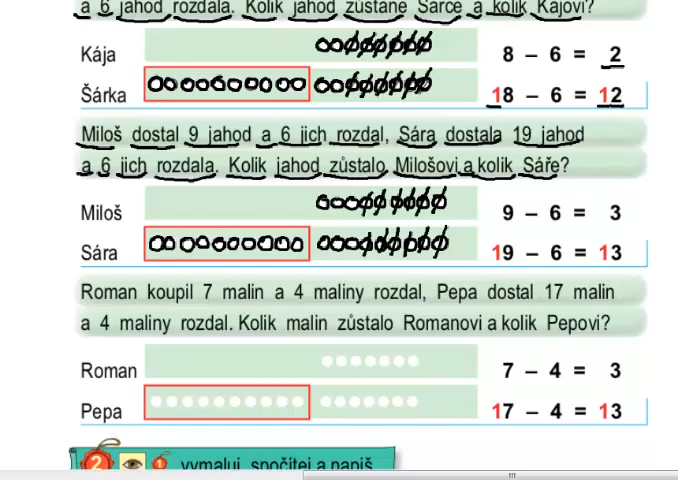 a 6 jahod rozdala. Kolik jahod zůstane Šárce a kolik Kájovi?
Kája 8 – 6 = 2
Šárka 18 – 6 = 12
Miloš dostal 9 jahod a 6 jich rozdal, Sára dostala 19 jahod
a 6 jich rozdala. Kolik jahod zůstalo Milošovi a kolik Sáře?
Miloš 9 – 6 = 3
Sára 19 – 6 = 13
Roman koupil 7 malin a 4 maliny rozdal, Pepa dostal 17 malin
a 4 maliny rozdal. Kolik malin zůstalo Romanovi a kolik Pepovi?
Roman 7 – 4 = 3
Pepa 17 – 4 = 13
2 1 vymaluj, spočítej a napiš